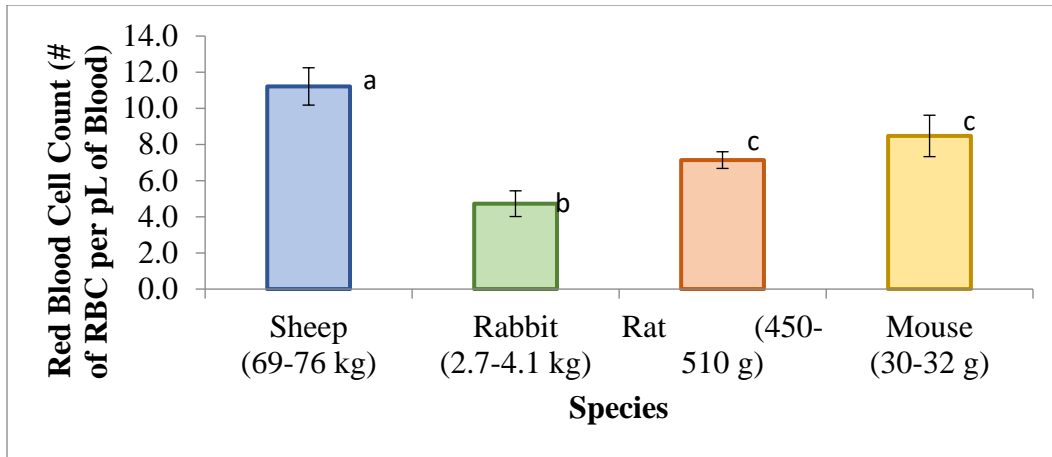 Red Blood Cell Count (#
of RBC per pL of Blood)
14.0
12.0
10.0
8.0
6.0
4.0
2.0
0.0
a
b
c
c
Sheep
(69-76 kg)
Rabbit
(2.7-4.1 kg)
Rat (450-
510 g)
Mouse
(30-32 g)
Species